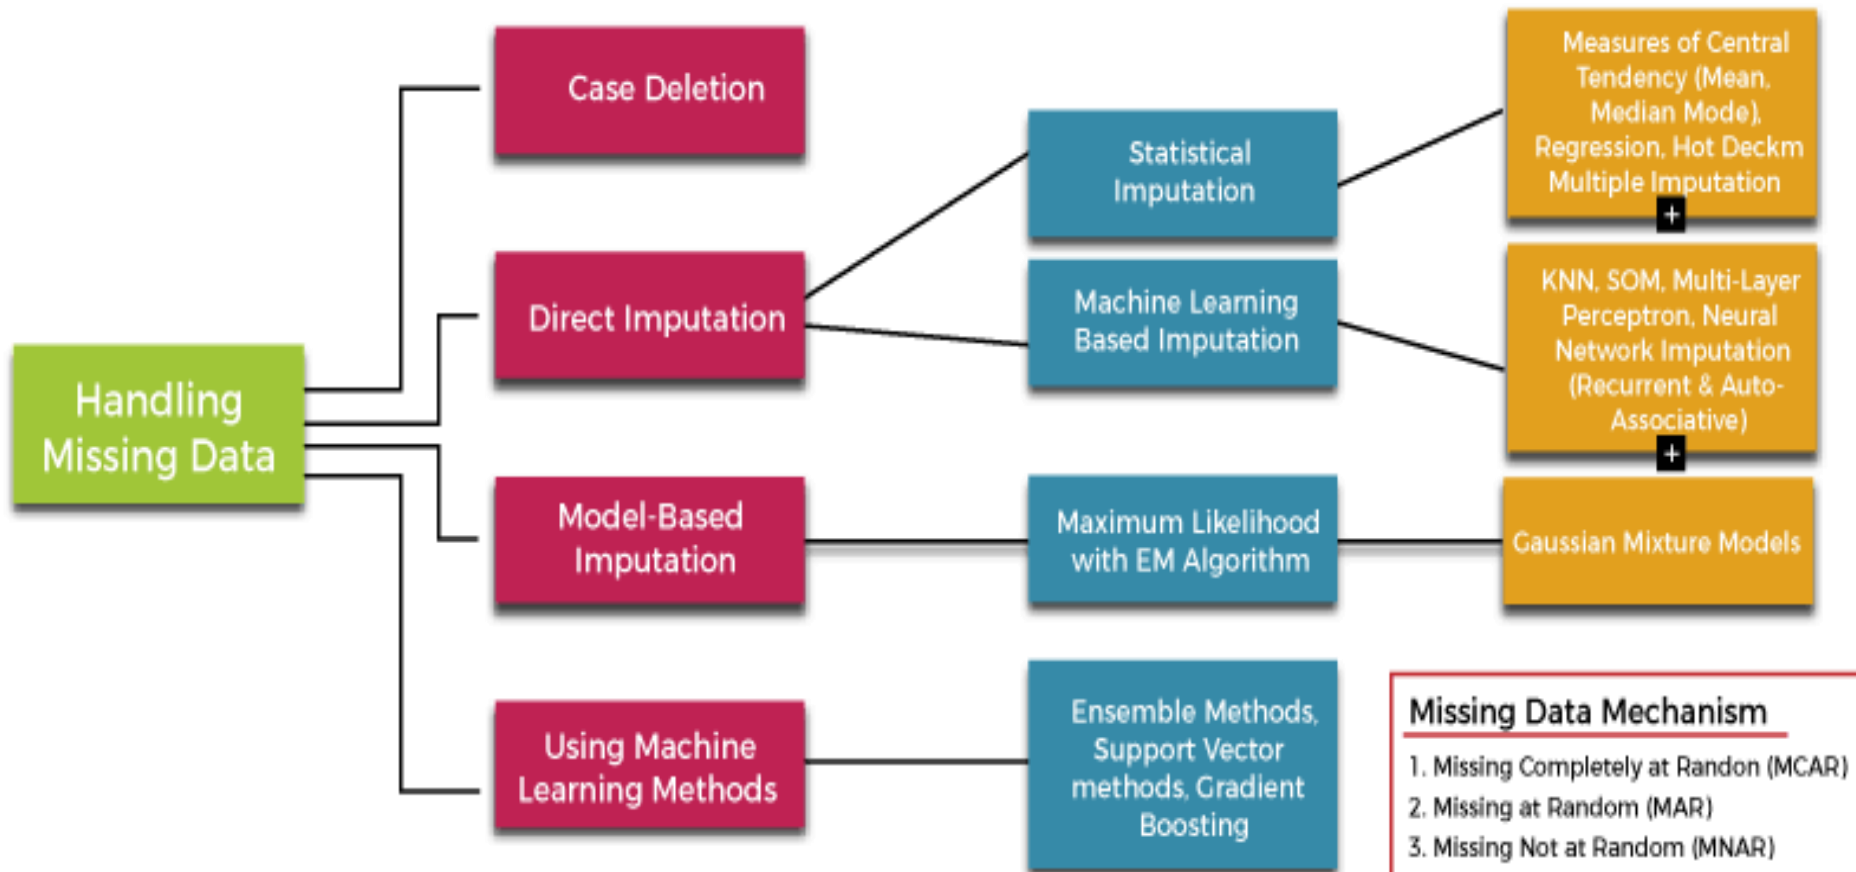 Handling
Missing Data
Case Deletion
Direct Imputation
Model-Based
Imputation
Using Machine
Learning Methods
Statistical
Imputation
Machine Learning
Based Imputation
Maximum Likelihood
with EM Algorithm
Ensemble Methods,
Support Vector
methods, Gradient
Boosting
Measures of Central
Tendency (Mean,
Median Mode),
Regression, Hot Deckm
Multiple Imputation
+
KNN, SOM, Multi-Layer
Perceptron, Neural
Network Imputation
(Recurrent & Auto-
Associative)
+
Gaussian Mixture Models
Missing Data Mechanism
1. Missing Completely at Randon (MCAR)
2. Missing at Random (MAR)
3. Missing Not at Random (MNAR)